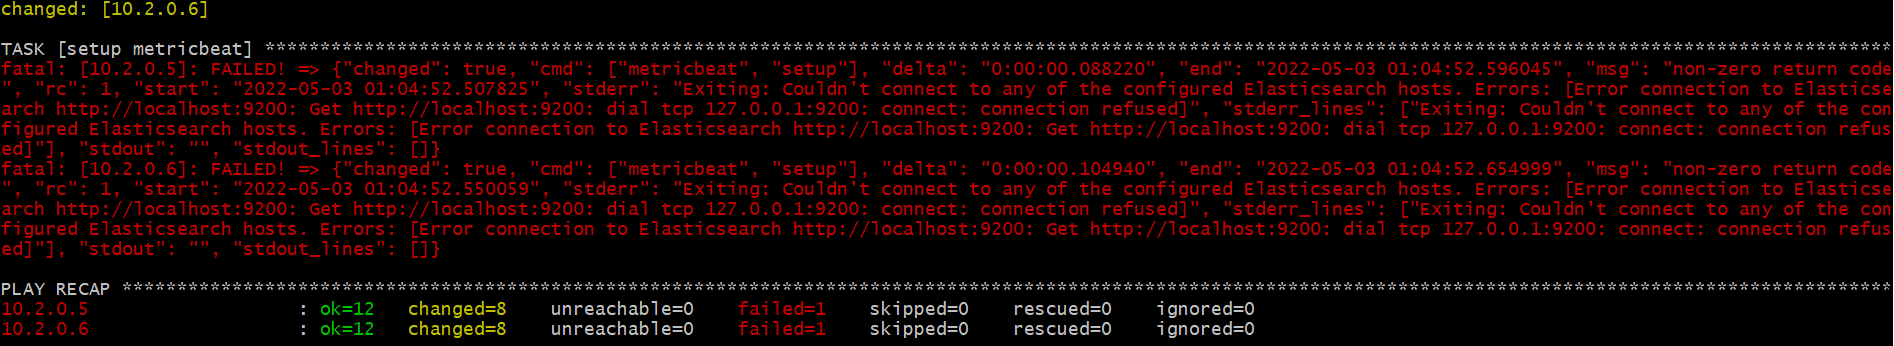 changed: [10.2.0.6]
TASK [setup metricbeat] ****************************************************************************************************************************************************
fatal: [10.2.0.5]: FAILED! => {"changed": true, "cmd": ["metricbeat", "setup"], "delta": "0:00:00.088220", "end": "2022-05-03 01:04:52.596045", "msg": "non-zero return code
", "rc": 1, "start": "2022-05-03 01:04:52.507825", "stderr": "Exiting: Couldn't connect to any of the configured Elasticsearch hosts. Errors: [Error connection to Elasticse
arch http://localhost:9200: Get http://localhost:9200: dial tcp 127.0.0.1:9200: connect: connection refused]", "stderr_lines": ["Exiting: Couldn't connect to any of the con
figured Elasticsearch hosts. Errors: [Error connection to Elasticsearch http://localhost:9200: Get http://localhost:9200: dial tcp 127.0.0.1:9200: connect: connection refus
ed]"], "stdout": "", "stdout_lines": []}
fatal: [10.2.0.6]: FAILED! => {"changed": true, "cmd": ["metricbeat", "setup"], "delta": "0:00:00.104940", "end": "2022-05-03 01:04:52.654999", "msg": "non-zero return code
", "rc": 1, "start": "2022-05-03 01:04:52.550059", "stderr": "Exiting: Couldn't connect to any of the configured Elasticsearch hosts. Errors: [Error connection to Elasticse
arch http://localhost:9200: Get http://localhost:9200: dial tcp 127.0.0.1:9200: connect: connection refused]", "stderr_lines": ["Exiting: Couldn't connect to any of the con
figured Elasticsearch hosts. Errors: [Error connection to Elasticsearch http://localhost:9200: Get http://localhost:9200: dial tcp 127.0.0.1:9200: connect: connection refus
ed]"], "stdout": "", "stdout_lines": []}
PLAY RECAP *****************************************************************************************************************************************************************
10.2.0.5                   : ok=12   changed=8    unreachable=0    failed=1    skipped=0    rescued=0    ignored=0
10.2.0.6                   : ok=12   changed=8    unreachable=0    failed=1    skipped=0    rescued=0    ignored=0